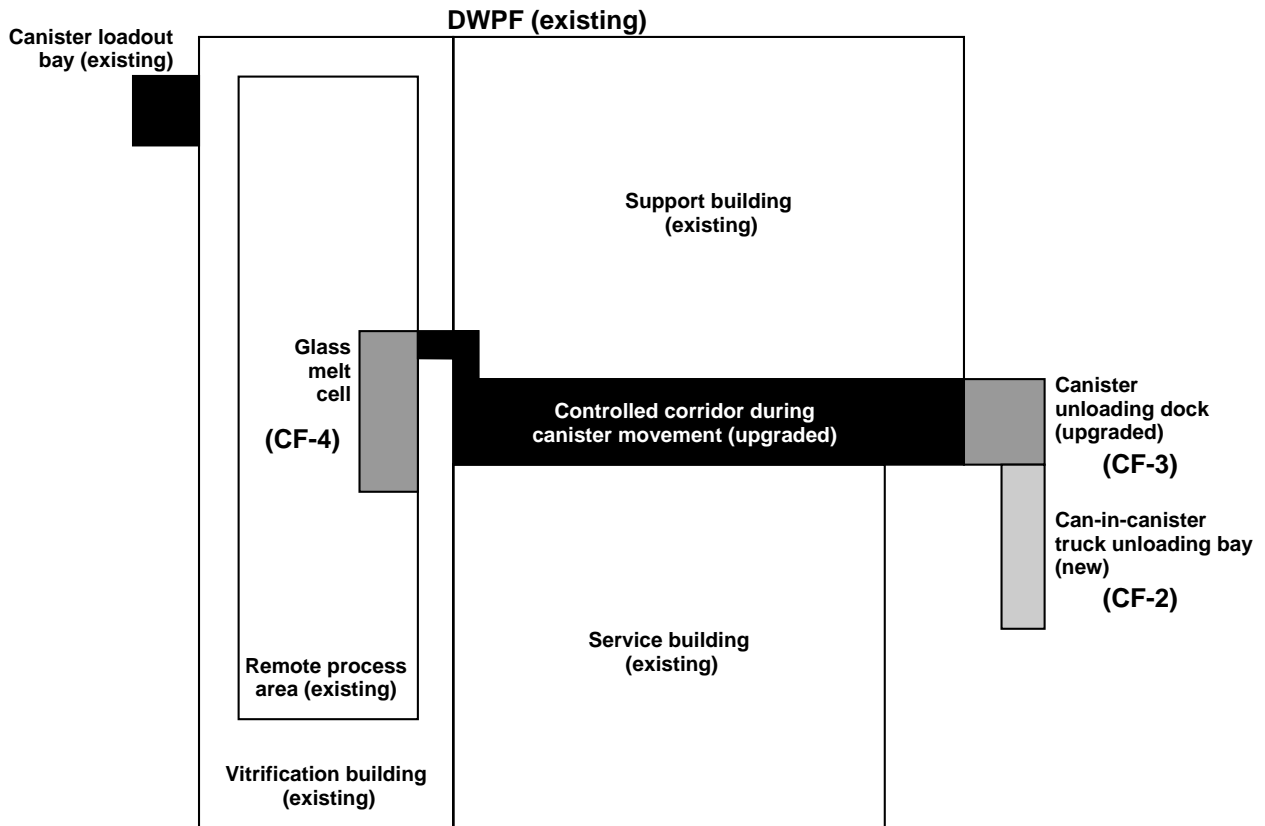 DWPF (existing)
Canister loadout
bay (existing)
Support building
(existing)
Glass
melt
cell
(CF-4)
Controlled corridor during
canister movement (upgraded)
Canister
unloading dock
(upgraded)
(CF-3)
Can-in-canister
truck unloading bay
(new)
(CF-2)
Service building
(existing)
Remote process
area (existing)
Vitrification building
(existing)